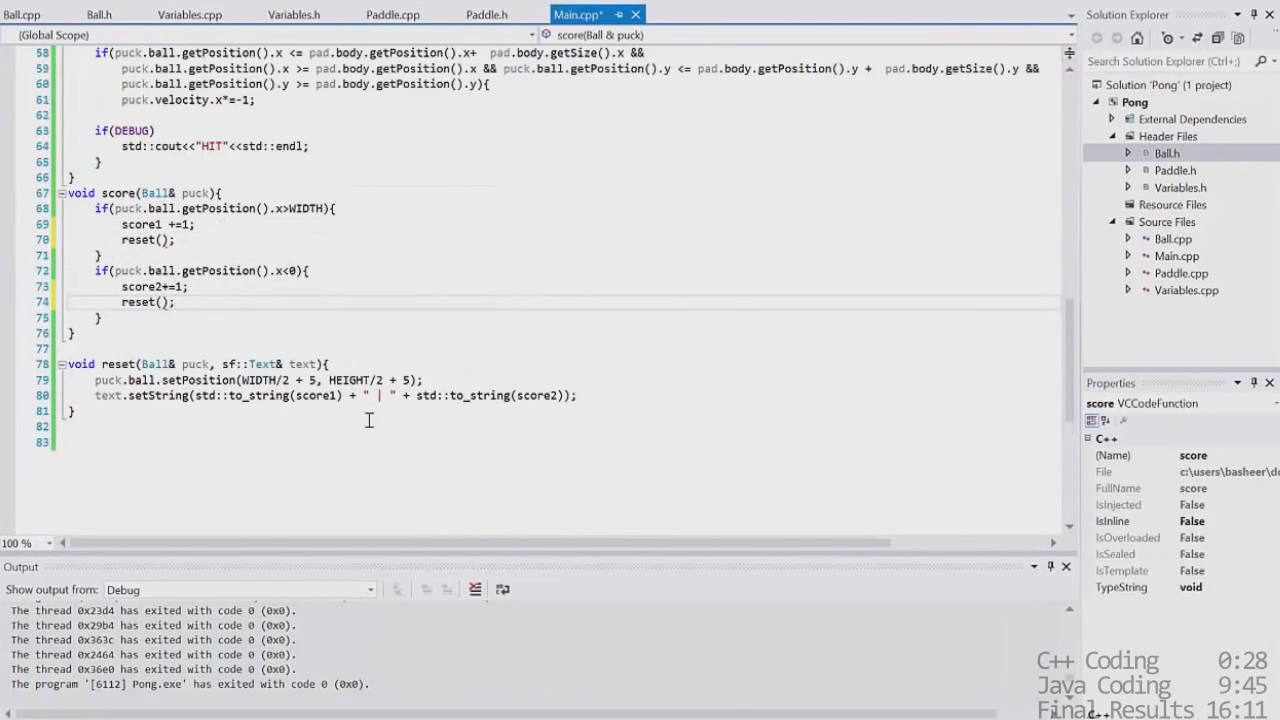 Ball.cpp Ball.h Variables.cpp Variables.h Paddle.cpp Paddle.h Main.cpp*
Solution Explorer
(Global Scope) score(Ball & puck)
Search Solution Explorer (Ctrl+;)
Solution 'Pong' (1 project)
Pong
External Dependencies
Header Files
Ball.h
Paddle.h
Variables.h
Resource Files
Source Files
Ball.cpp
Main.cpp
Paddle.cpp
Variables.cpp
58 if(puck.ball.getPosition().x <= pad.body.getPosition().x+ pad.body.getSize().x &&
59 puck.ball.getPosition().x >= pad.body.getPosition().x && puck.ball.getPosition().y <= pad.body.getPosition().y + pad.body.getSize().y &&
60 puck.ball.getPosition().y >= pad.body.getPosition().y){
61 puck.velocity.x*=-1;
62
63 if(DEBUG)
64 std::cout<<"HIT"<<std::endl;
65 }
66 }
67 void score(Ball& puck){
68 if(puck.ball.getPosition().x>WIDTH){
69 score1 +=1;
70 reset();
71 }
72 if(puck.ball.getPosition().x<0){
73 score2+=1;
74 reset();
75 }
76 }
77
78 void reset(Ball& puck, sf::Text& text){
79 puck.ball.setPosition(WIDTH/2 + 5, HEIGHT/2 + 5);
80 text.setString(std::to_string(score1) + " | " + std::to_string(score2));
81 }
82
83
100 %
Properties
score VCCodeFunction
C++
(Name) score
File c:\users\basheer\do
FullName score
IsInjected False
IsInline False
IsOverloaded False
IsSealed False
IsTemplate False
TypeString void
C++
Output
Show output from: Debug
The thread 0x23d4 has exited with code 0 (0x0).
The thread 0x29b4 has exited with code 0 (0x0).
The thread 0x363c has exited with code 0 (0x0).
The thread 0x2464 has exited with code 0 (0x0).
The thread 0x36e0 has exited with code 0 (0x0).
The program '[6112] Pong.exe' has exited with code 0 (0x0).
C++ Coding 0:28
Java Coding 9:45
Final Results 16:11